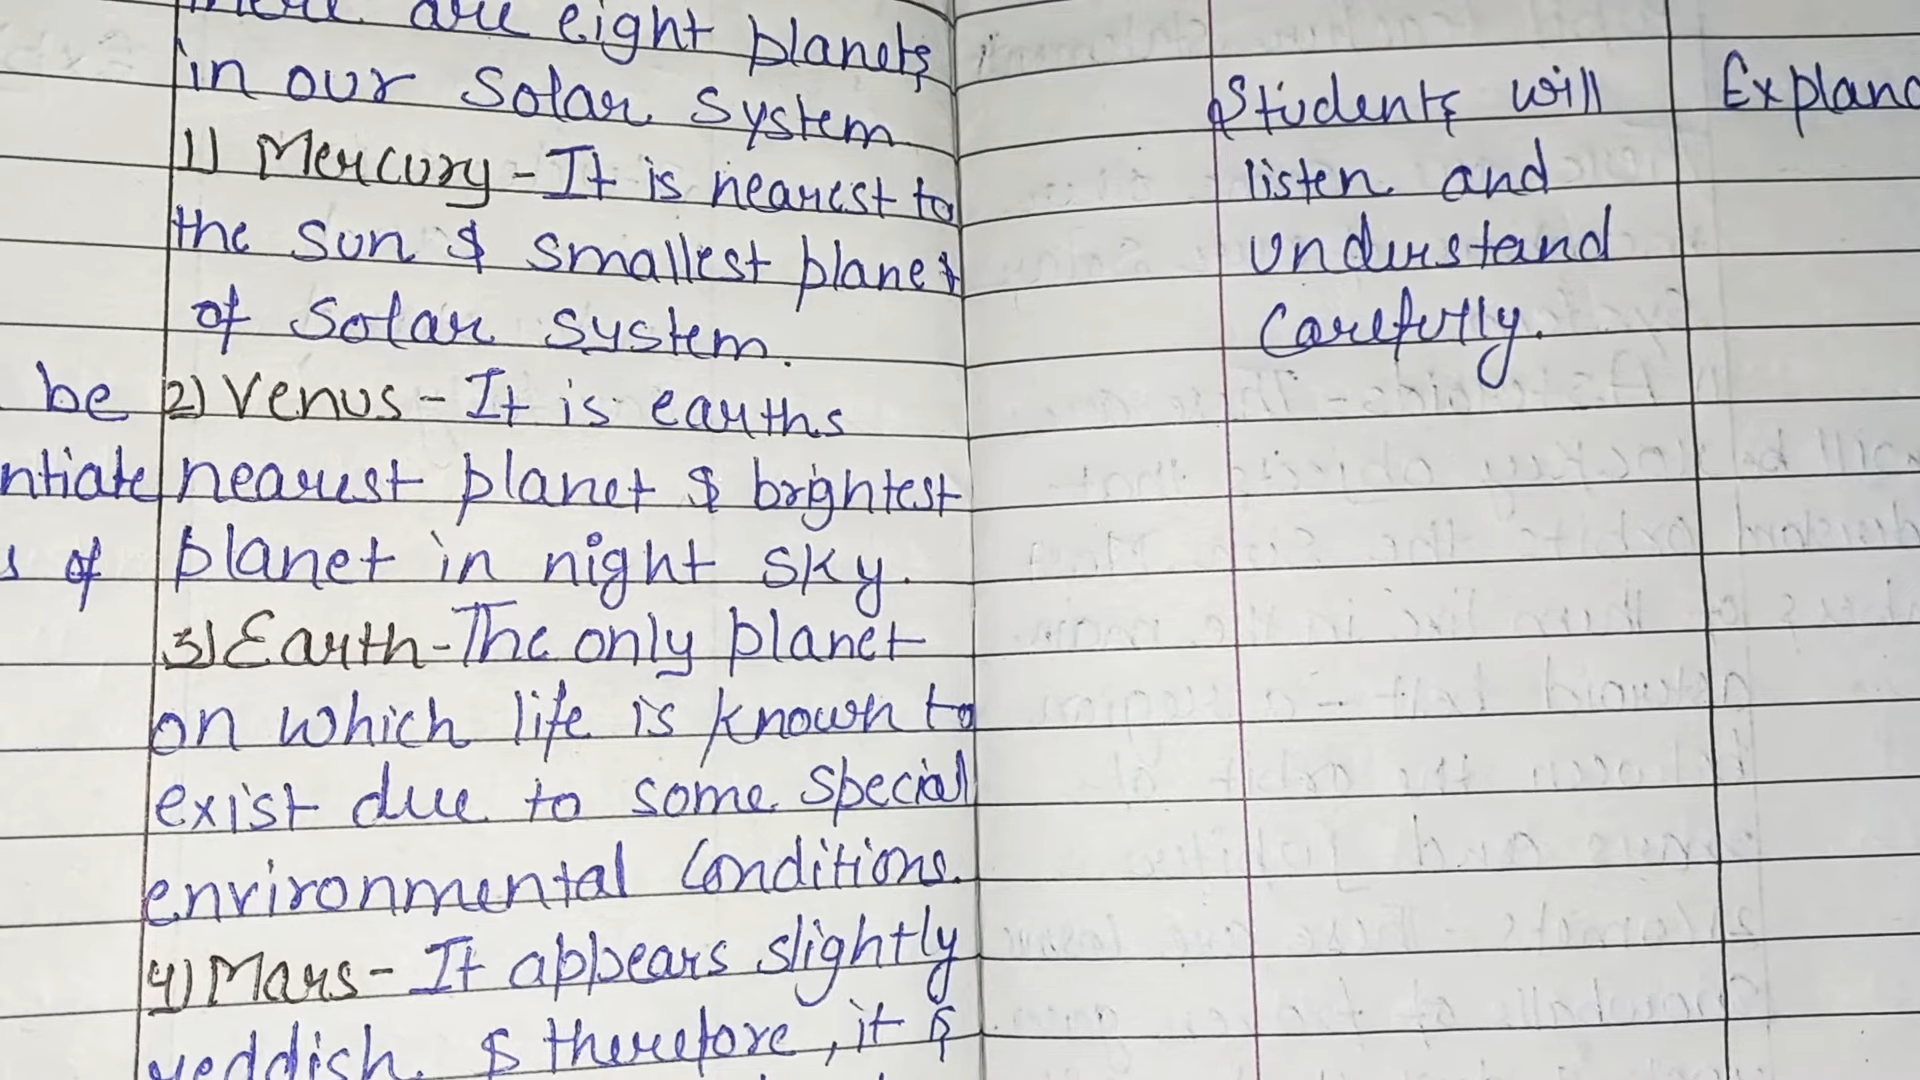 There are eight planets
in our Solar System
1) Mercury - It is nearest to
the Sun & smallest planet
of Solar System.
be
2) Venus - It is earths
ntiate
nearest planet & brightest
s of
planet in night sky.
3) Earth - The only planet
on which life is known to
exist due to some special
environmental Conditions.
4) Mars - It appears slightly
reddish & therefore, it is
Students will
listen and
understand
Carefully.
Explana